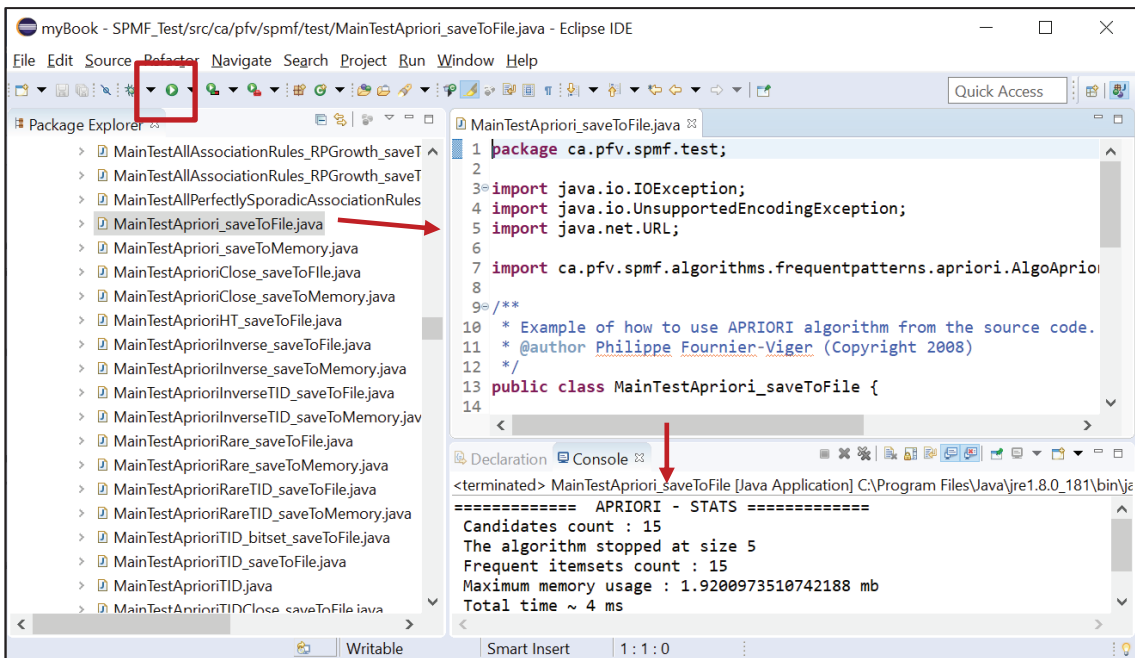 myBook - SPMF_Test/src/ca/pfv/spmf/test/MainTestApriori_saveToFile.java - Eclipse IDE
File Edit Source Refactor Navigate Search Project Run Window Help
Quick Access
Package Explorer
MainTestAllAssociationRules_RPGrowth_saveT
MainTestAllAssociationRules_RPGrowth_saveT
MainTestAllPerfectlySporadicAssociationRules
MainTestApriori_saveToFile.java
MainTestApriori_saveToMemory.java
MainTestAprioriClose_saveToFIle.java
MainTestAprioriClose_saveToMemory.java
MainTestAprioriHT_saveToFile.java
MainTestAprioriInverse_saveToFile.java
MainTestAprioriInverse_saveToMemory.java
MainTestAprioriInverseTID_saveToFile.java
MainTestAprioriInverseTID_saveToMemory.jav
MainTestAprioriRare_saveToFile.java
MainTestAprioriRare_saveToMemory.java
MainTestAprioriRareTID_saveToFile.java
MainTestAprioriRareTID_saveToMemory.java
MainTestAprioriTID_bitset_saveToFile.java
MainTestAprioriTID_saveToFile.java
MainTestAprioriTID.java
MainTestAprioriTIDClose_saveToFile.java
MainTestApriori_saveToFile.java
1 package ca.pfv.spmf.test;
2
3 import java.io.IOException;
4 import java.io.UnsupportedEncodingException;
5 import java.net.URL;
6
7 import ca.pfv.spmf.algorithms.frequentpatterns.apriori.AlgoAprior
8
9 /**
10 * Example of how to use APRIORI algorithm from the source code.
11 * @author Philippe Fournier-Viger (Copyright 2008)
12 */
13 public class MainTestApriori_saveToFile {
14
Declaration Console
<terminated> MainTestApriori_saveToFile [Java Application] C:\Program Files\Java\jre1.8.0_181\bin\ja
============= APRIORI - STATS =============
Candidates count : 15
The algorithm stopped at size 5
Frequent itemsets count : 15
Maximum memory usage : 1.9200973510742188 mb
Total time ~ 4 ms
Writable Smart Insert 1 : 1 : 0